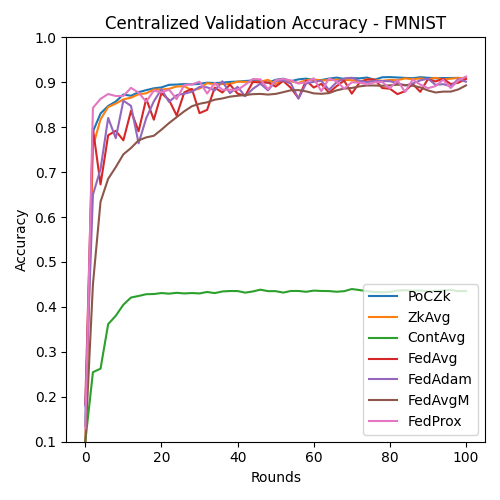 Centralized Validation Accuracy - FMNIST
1.0
0.9
0.8
0.7
0.6
0.5
0.4
0.3
0.2
0.1
Accuracy
0 20 40 60 80 100
Rounds
PoCZk
ZkAvg
ContAvg
FedAvg
FedAdam
FedAvgM
FedProx